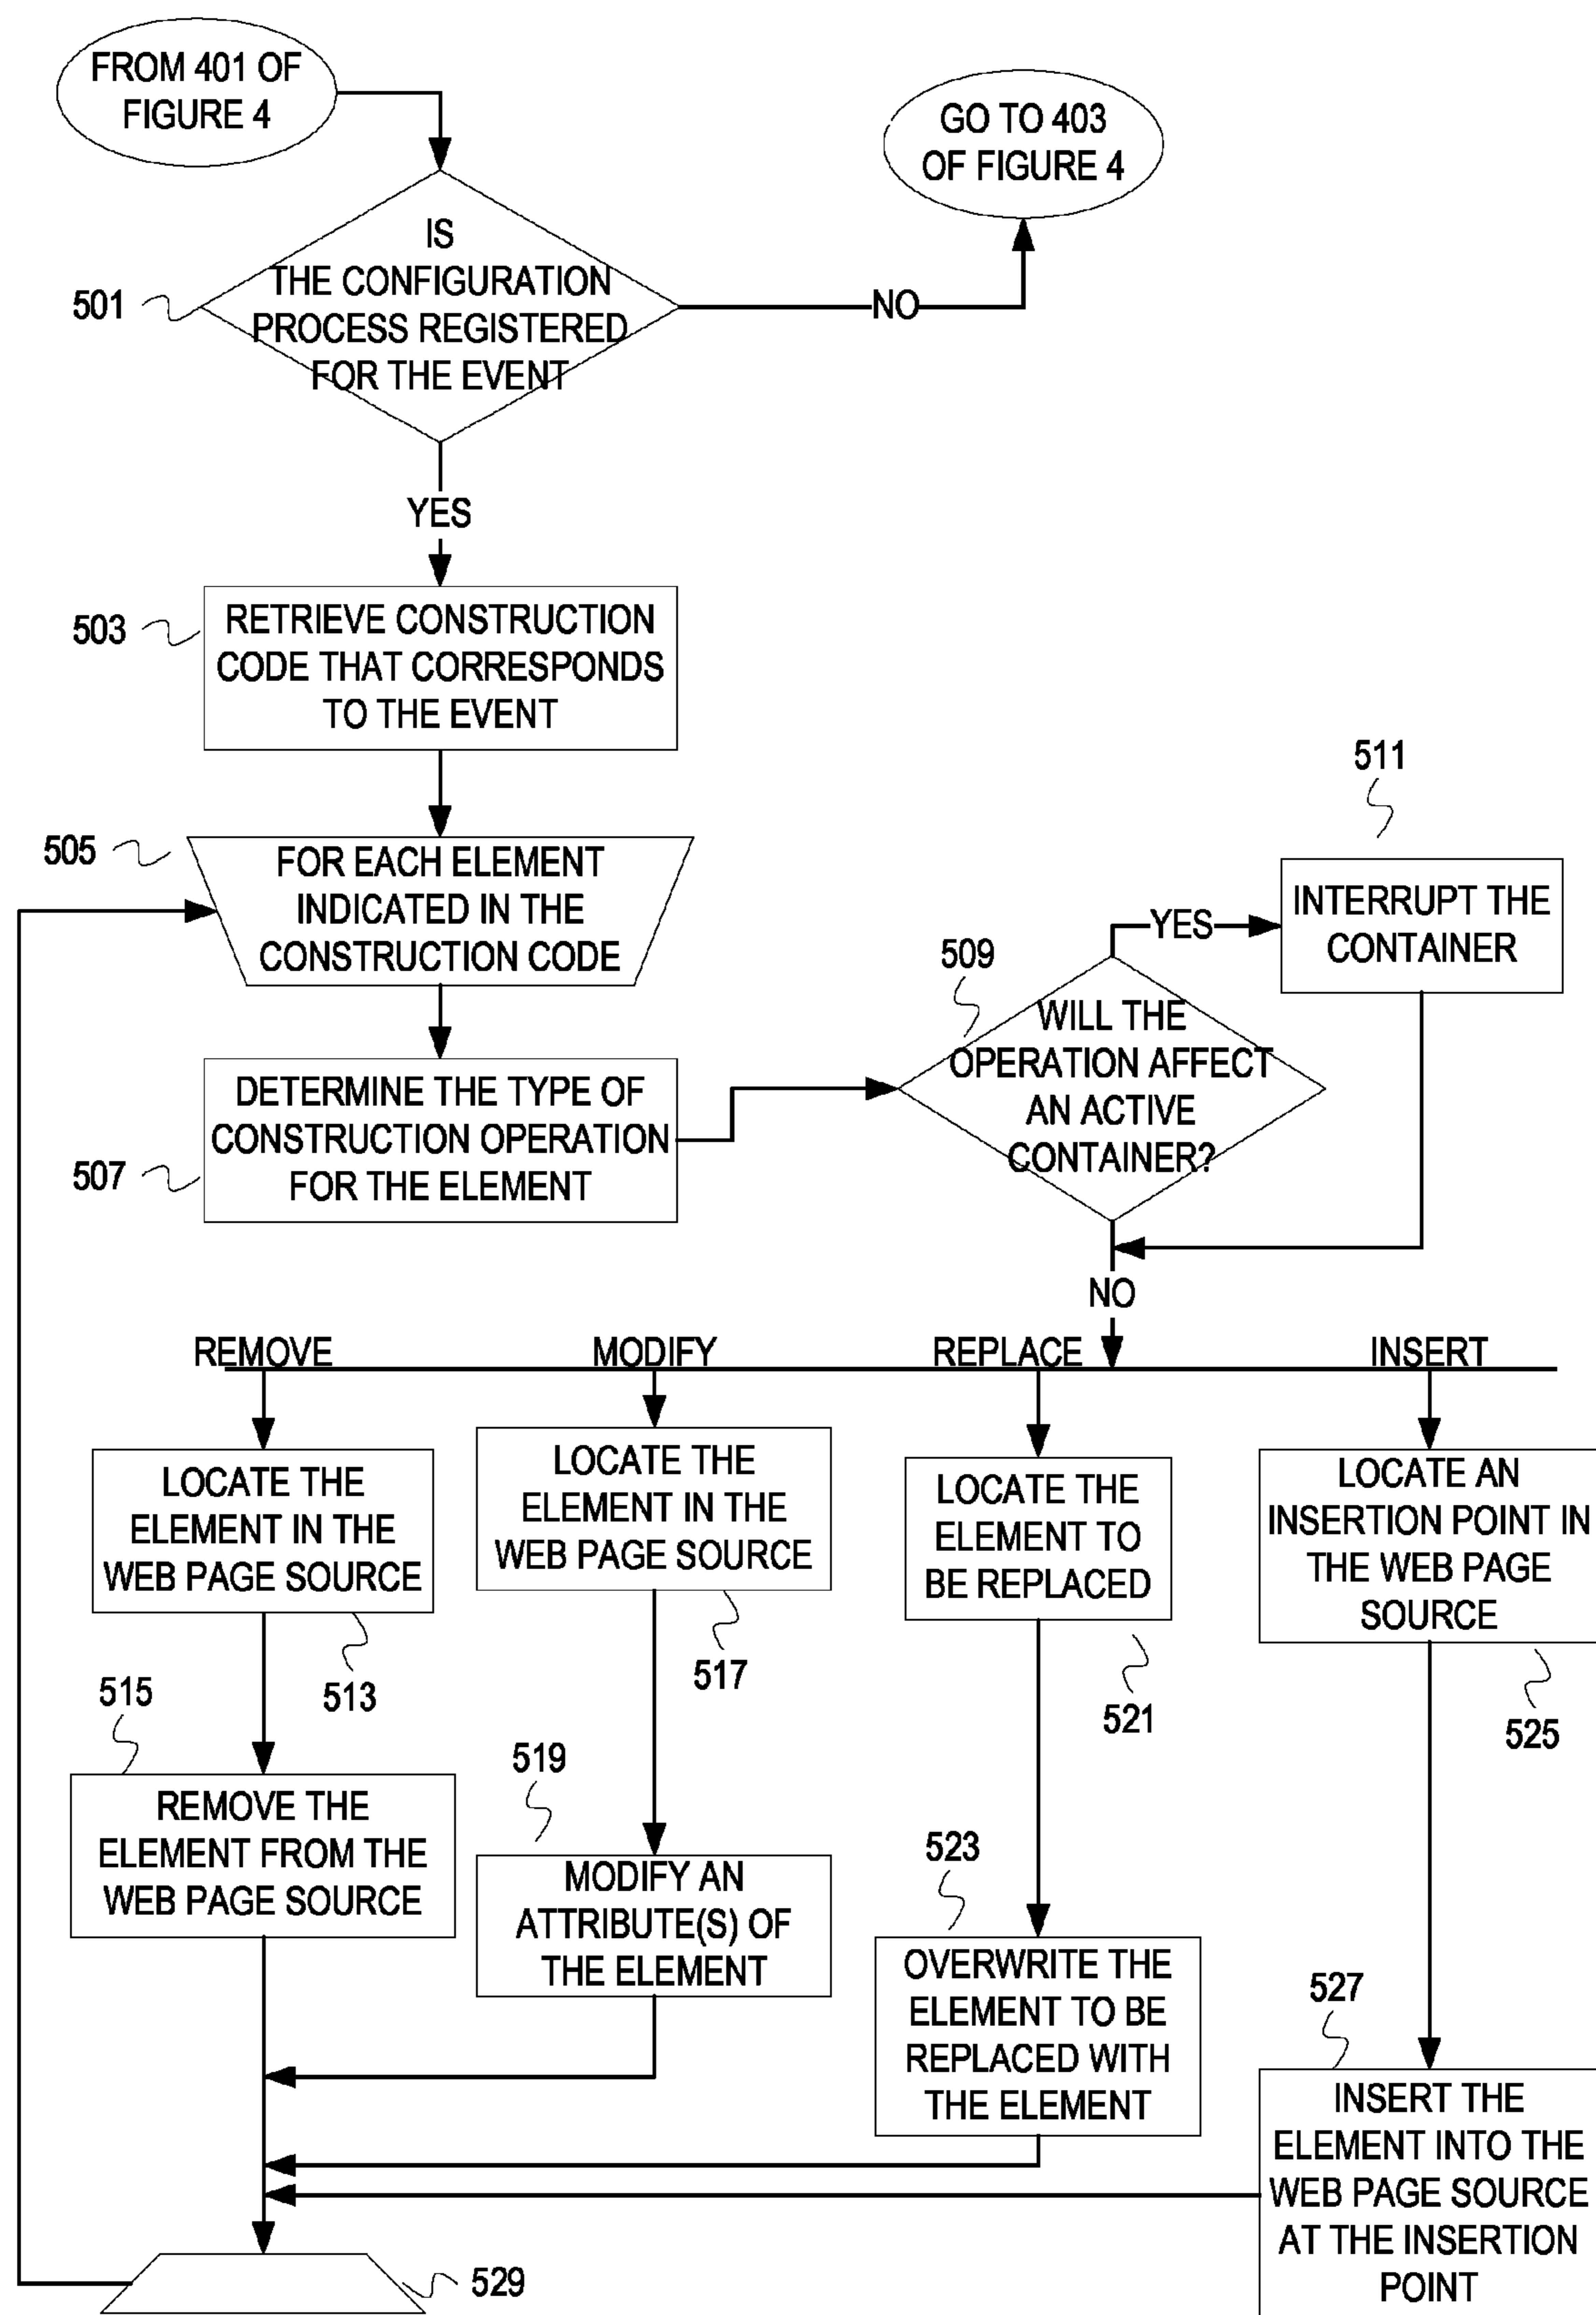 FROM 401 OF
FIGURE 4
GO TO 403
OF FIGURE 4
501
IS
THE CONFIGURATION
PROCESS REGISTERED
FOR THE EVENT
NO
YES
503
RETRIEVE CONSTRUCTION
CODE THAT CORRESPONDS
TO THE EVENT
505
FOR EACH ELEMENT
INDICATED IN THE
CONSTRUCTION CODE
507
DETERMINE THE TYPE OF
CONSTRUCTION OPERATION
FOR THE ELEMENT
509
WILL THE
OPERATION AFFECT
AN ACTIVE
CONTAINER?
YES
511
INTERRUPT THE
CONTAINER
NO
REMOVE
MODIFY
REPLACE
INSERT
LOCATE THE
ELEMENT IN THE
WEB PAGE SOURCE
513
515
REMOVE THE
ELEMENT FROM THE
WEB PAGE SOURCE
LOCATE THE
ELEMENT IN THE
WEB PAGE SOURCE
517
519
MODIFY AN
ATTRIBUTE(S) OF
THE ELEMENT
LOCATE THE
ELEMENT TO
BE REPLACED
521
523
OVERWRITE THE
ELEMENT TO BE
REPLACED WITH
THE ELEMENT
LOCATE AN
INSERTION POINT IN
THE WEB PAGE
SOURCE
525
527
INSERT THE
ELEMENT INTO THE
WEB PAGE SOURCE
AT THE INSERTION
POINT
529